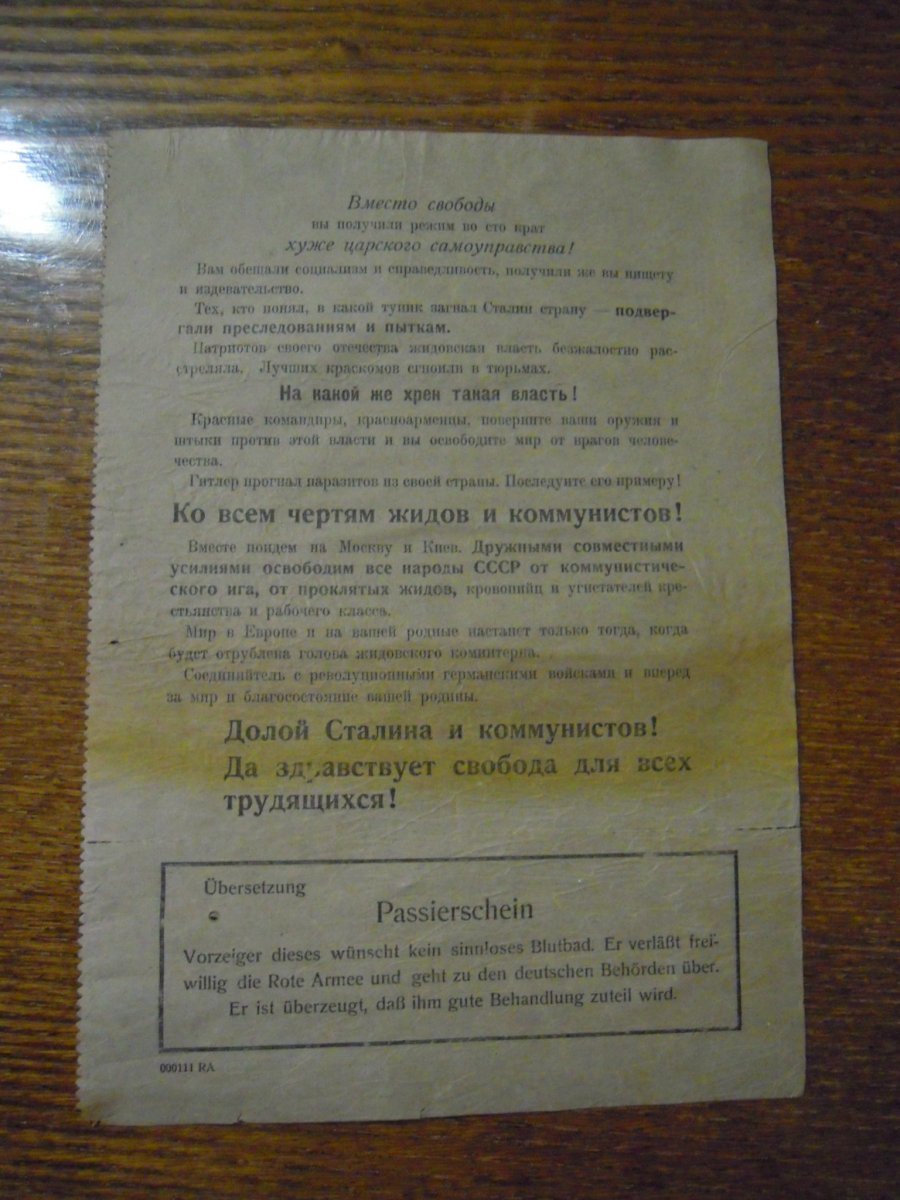 Вместо свободы
вы получили режим во сто крат
хуже царского самоуправства!
Вам обещали социализм и справедливость, получили же вы нищету
и издевательство.
Тех, кто понял, в какой тупик загнал Сталин страну — подвер-
гали преследованиям и пыткам.
Патриотов своего отечества жидовская власть безжалостно рас-
стреляла. Лучших краскомов сгноили в тюрьмах.
На какой же хрен такая власть!
Красные командиры, красноармейцы, поверните ваши оружия и
штыки против этой власти и вы освободите мир от врагов челове-
чества.
Гитлер прогнал паразитов из своей страны. Последуйте его примеру!
Ко всем чертям жидов и коммунистов!
Вместе пойдем на Москву и Киев. Дружными совместными
усилиями освободим все народы СССР от коммунистиче-
ского ига, от проклятых жидов, кровопийц и угнетателей кре-
стьянства и рабочего класса.
Мир в Европе и на вашей родине настанет только тогда, когда
будет отрублена голова жидовского коминтерна.
Соединяйтесь с революционными германскими войсками и вперед
за мир и благосостояние вашей родины.
Долой Сталина и коммунистов!
Да здравствует свобода для всех
трудящихся!
Übersetzung
Passierschein
Vorzeiger dieses wünscht kein sinnloses Blutbad. Er verläßt frei-
willig die Rote Armee und geht zu den deutschen Behörden über.
Er ist überzeugt, daß ihm gute Behandlung zuteil wird.
000111 RA